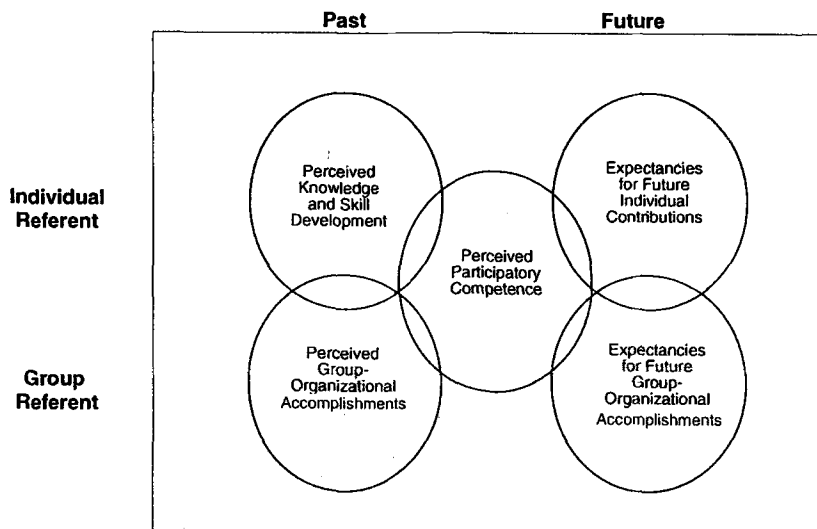 Past
Future
Individual
Referent
Group
Referent
Perceived
Knowledge
and Skill
Development
Expectancies
for Future
Individual
Contributions
Perceived
Participatory
Competence
Perceived
Group-
Organizational
Accomplishments
Expectancies
for Future
Group-
Organizational
Accomplishments